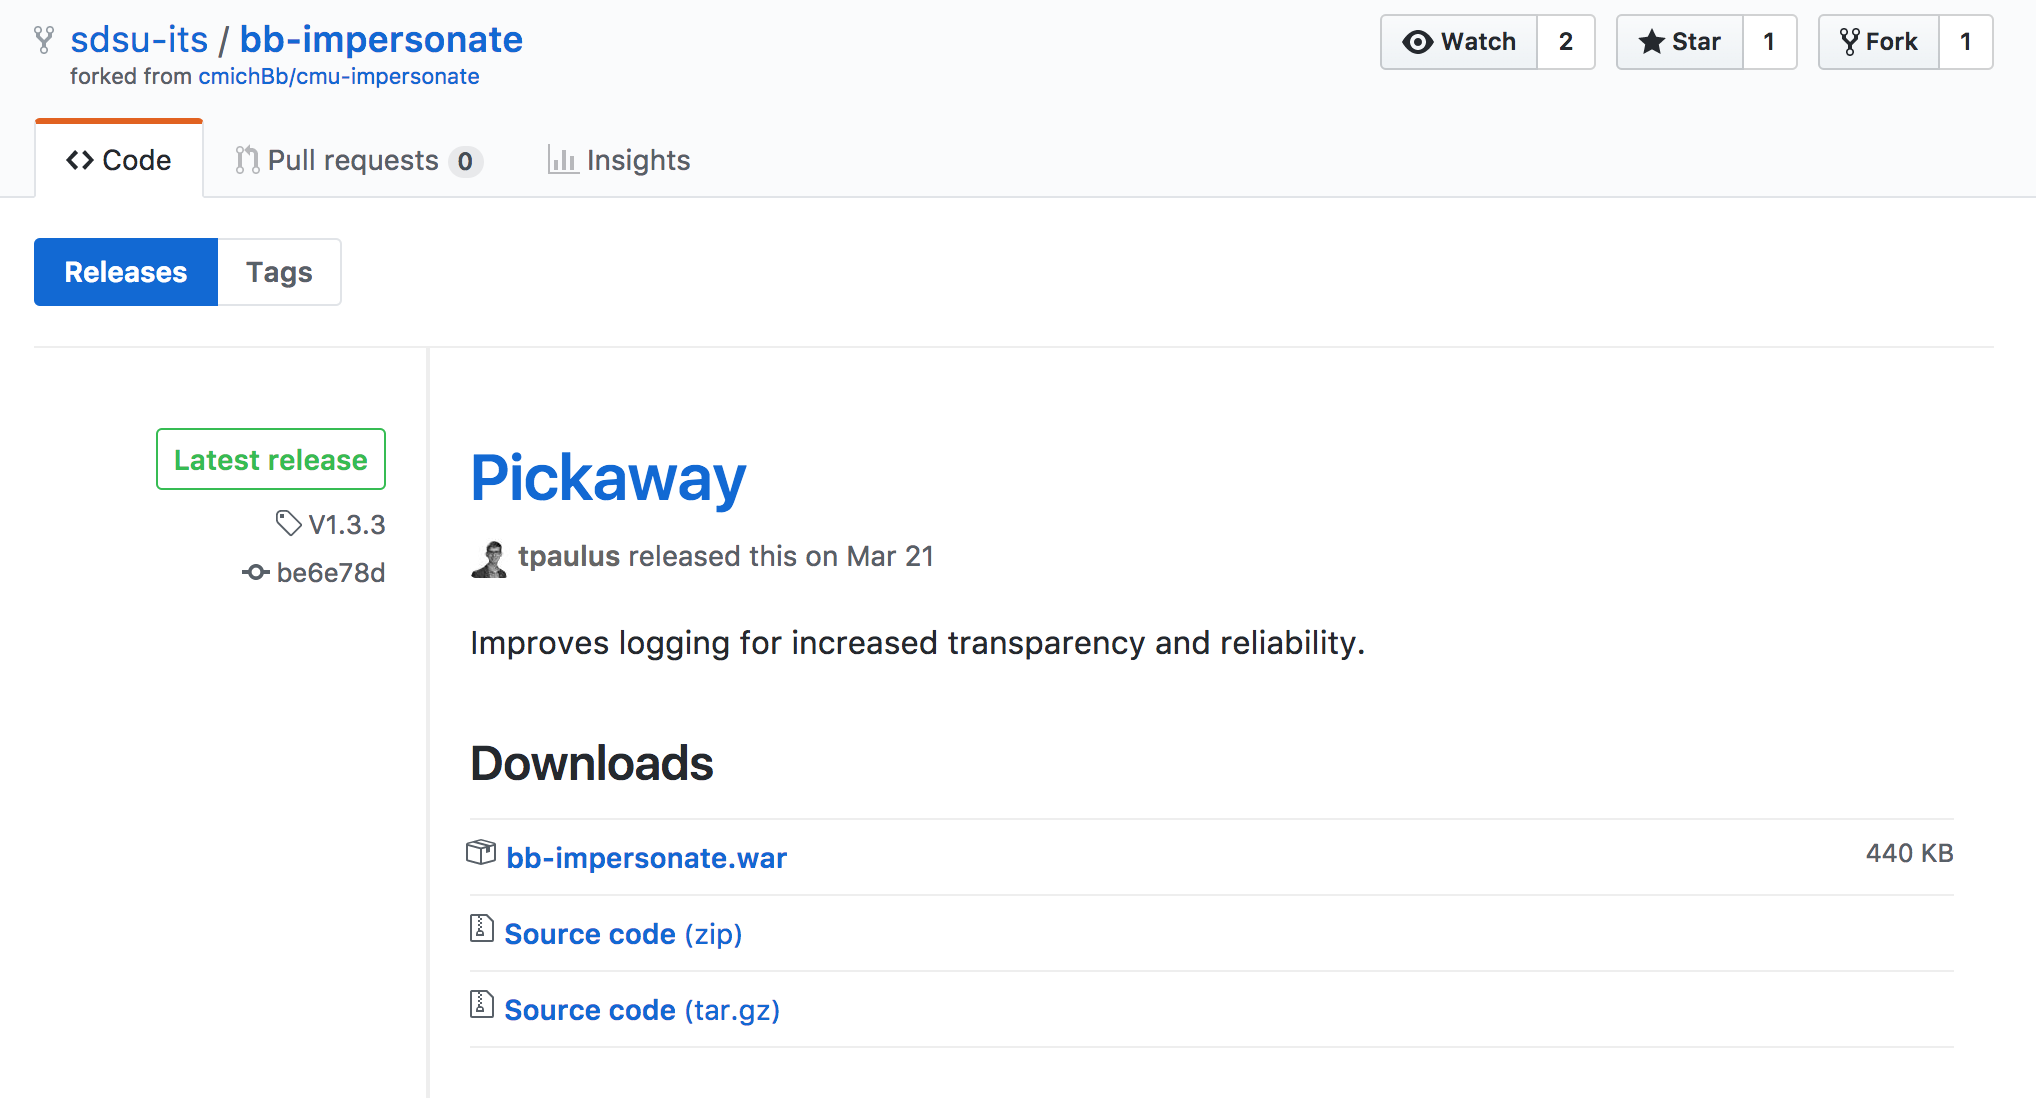 sdsu-its / bb-impersonate
Watch 2
Star 1
Fork 1
forked from cmichBb/cmu-impersonate
Code
Pull requests 0
Insights
Releases
Tags
Latest release
V1.3.3
be6e78d
Pickaway
tpaulus released this on Mar 21
Improves logging for increased transparency and reliability.
Downloads
bb-impersonate.war 440 KB
Source code (zip)
Source code (tar.gz)